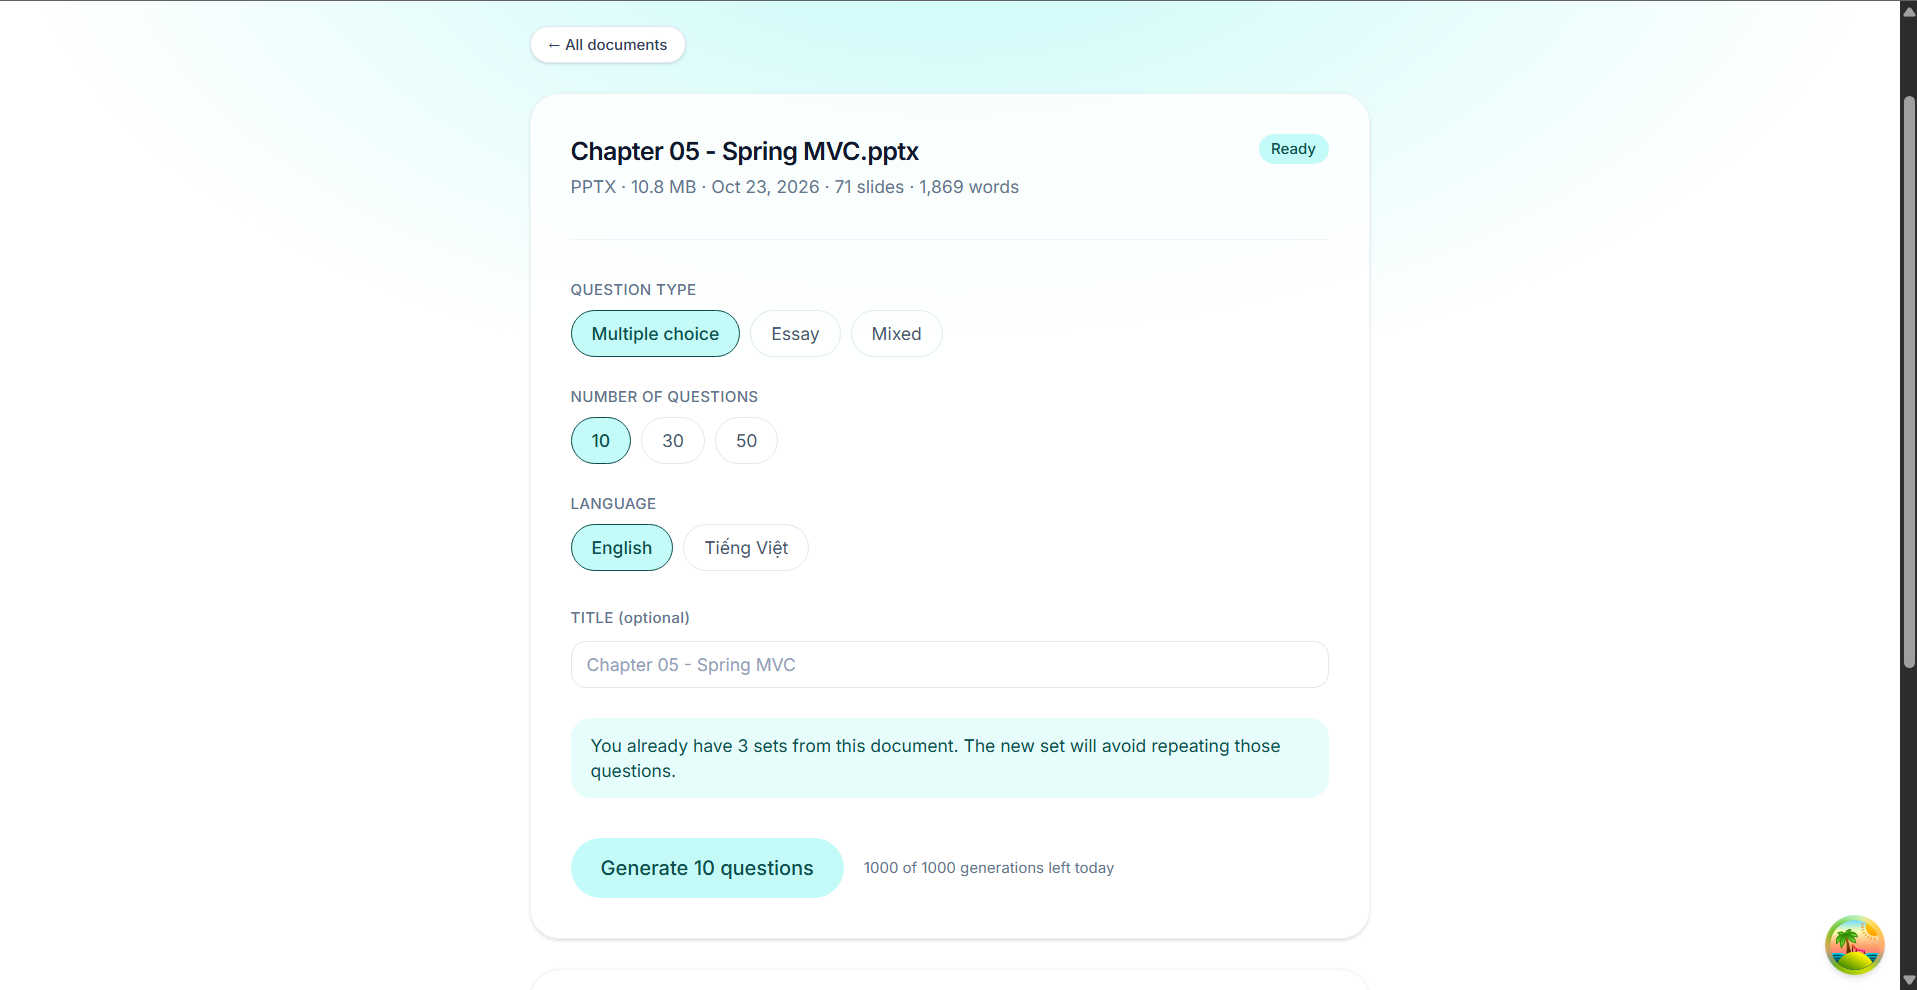 ← All documents
Chapter 05 - Spring MVC.pptx
Ready
PPTX · 10.8 MB · Oct 23, 2026 · 71 slides · 1,869 words
QUESTION TYPE
Multiple choice
Essay
Mixed
NUMBER OF QUESTIONS
10
30
50
LANGUAGE
English
Tiếng Việt
TITLE (optional)
Chapter 05 - Spring MVC
You already have 3 sets from this document. The new set will avoid repeating those
questions.
Generate 10 questions
1000 of 1000 generations left today